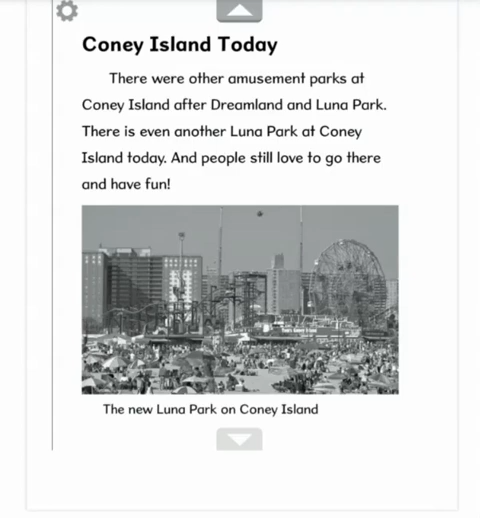 Coney Island Today
There were other amusement parks at
Coney Island after Dreamland and Luna Park.
There is even another Luna Park at Coney
Island today. And people still love to go there
and have fun!
The new Luna Park on Coney Island